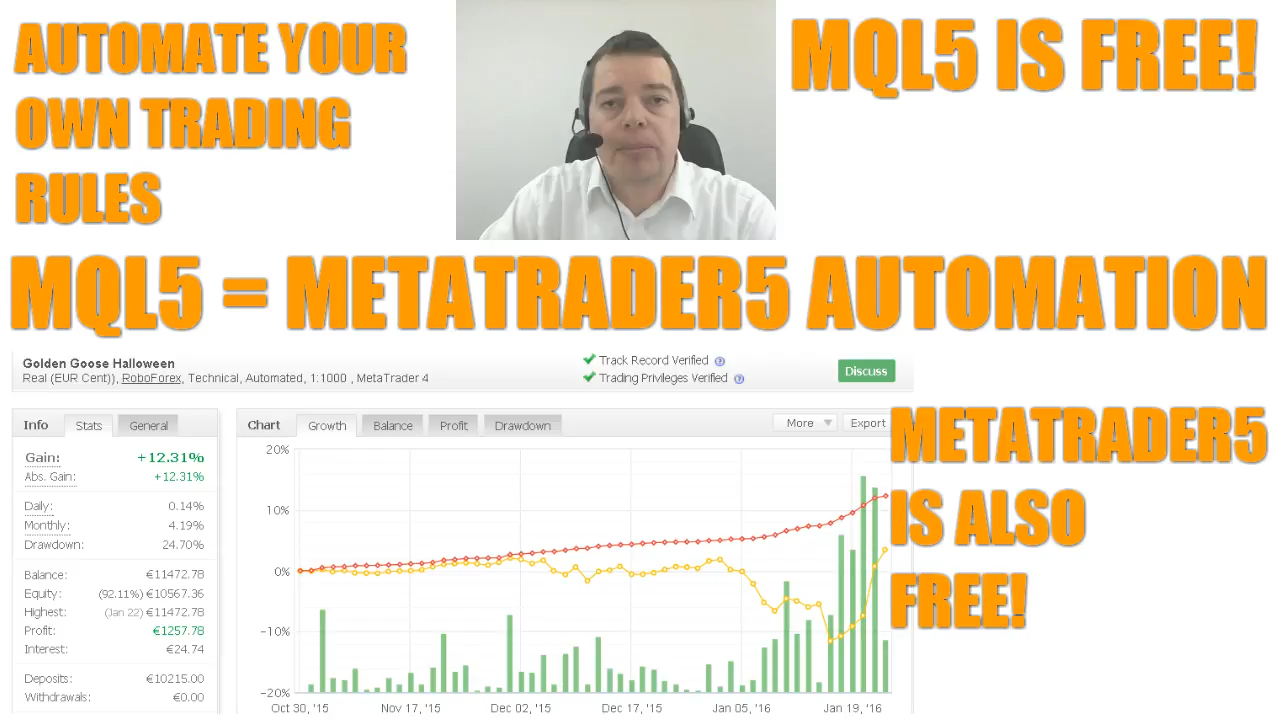 AUTOMATE YOUR
OWN TRADING
RULES
MQL5 IS FREE!
MQL5 = METATRADER5 AUTOMATION
Golden Goose Halloween
Real (EUR Cent)), RoboForex, Technical, Automated, 1:1000 , MetaTrader 4
Track Record Verified
Trading Privileges Verified
Discuss
Info Stats General
Gain: +12.31%
Abs. Gain: +12.31%
Daily: 0.14%
Monthly: 4.19%
Drawdown: 24.70%
Balance: €11472.78
Equity: (92.11%) €10567.36
Highest: (Jan 22) €11472.78
Profit: €1257.78
Interest: €24.74
Deposits: €10215.00
Withdrawals: €0.00
Chart Growth Balance Profit Drawdown More Export
20%
10%
0%
-10%
-20%
Oct 30, '15 Nov 17, '15 Dec 02, '15 Dec 17, '15 Jan 05, '16 Jan 19, '16
METATRADER5
IS ALSO
FREE!